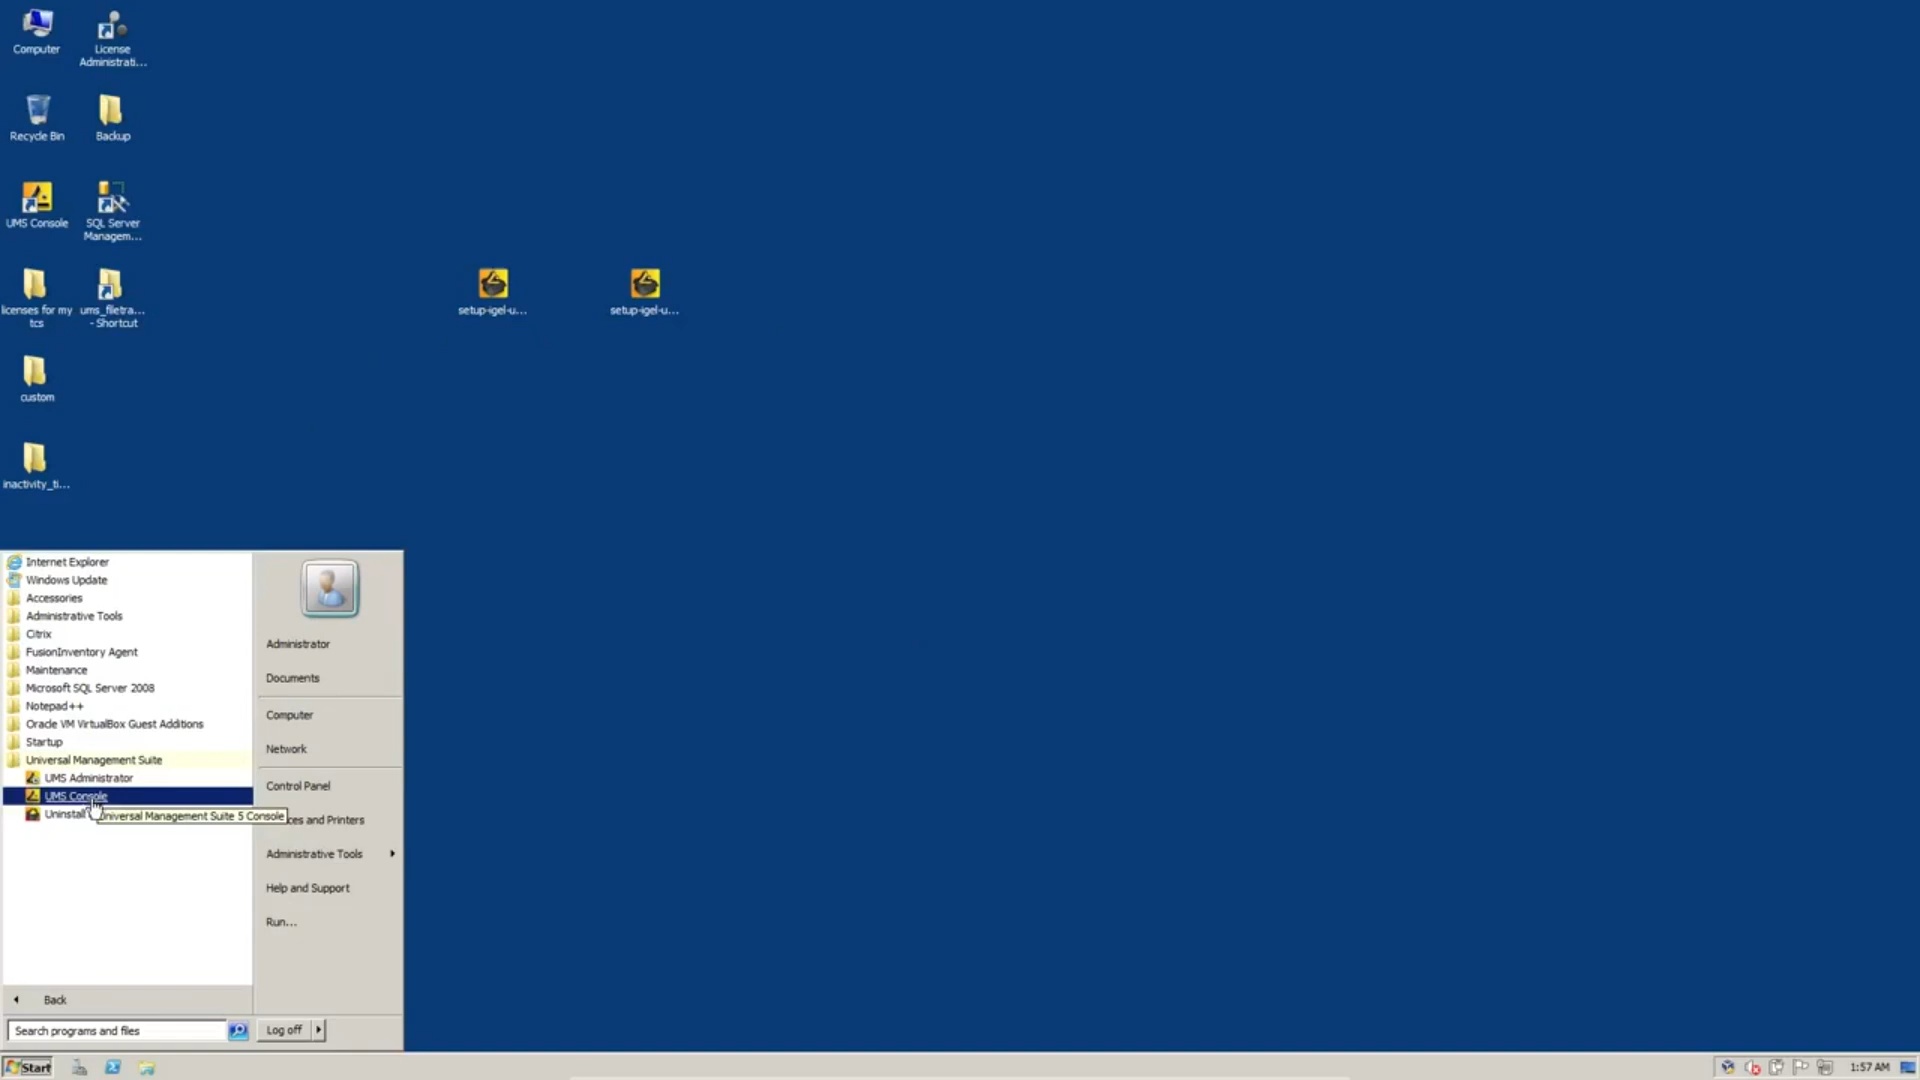 Computer
License
Administrati...
Recycle Bin
Backup
UMS Console
SQL Server
Managem...
licenses for my
tcs
ums_filetra...
- Shortcut
setup-igel-u...
setup-igel-u...
custom
inactivity_ti...
Internet Explorer
Windows Update
Accessories
Administrative Tools
Citrix
FusionInventory Agent
Maintenance
Microsoft SQL Server 2008
Notepad++
Oracle VM VirtualBox Guest Additions
Startup
Universal Management Suite
UMS Administrator
UMS Console
Uninstall
Universal Management Suite 5 Console
Back
Search programs and files
Administrator
Documents
Computer
Network
Control Panel
ces and Printers
Administrative Tools
Help and Support
Run...
Log off
Start
1:57 AM